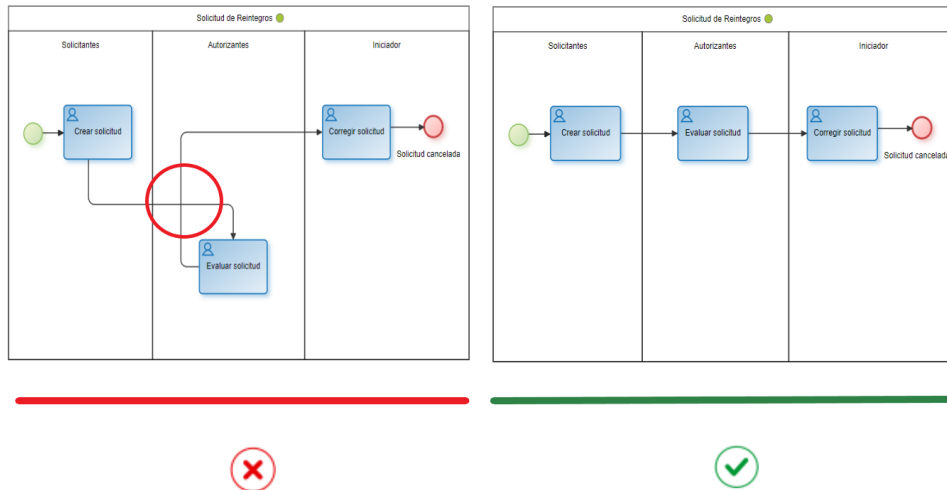 Solicitud de Reintegros
Solicitantes
Autorizantes
Iniciador
Crear solicitud
Corregir solicitud
Solicitud cancelada
Evaluar solicitud
Solicitud de Reintegros
Solicitantes
Autorizantes
Iniciador
Crear solicitud
Evaluar solicitud
Corregir solicitud
Solicitud cancelada